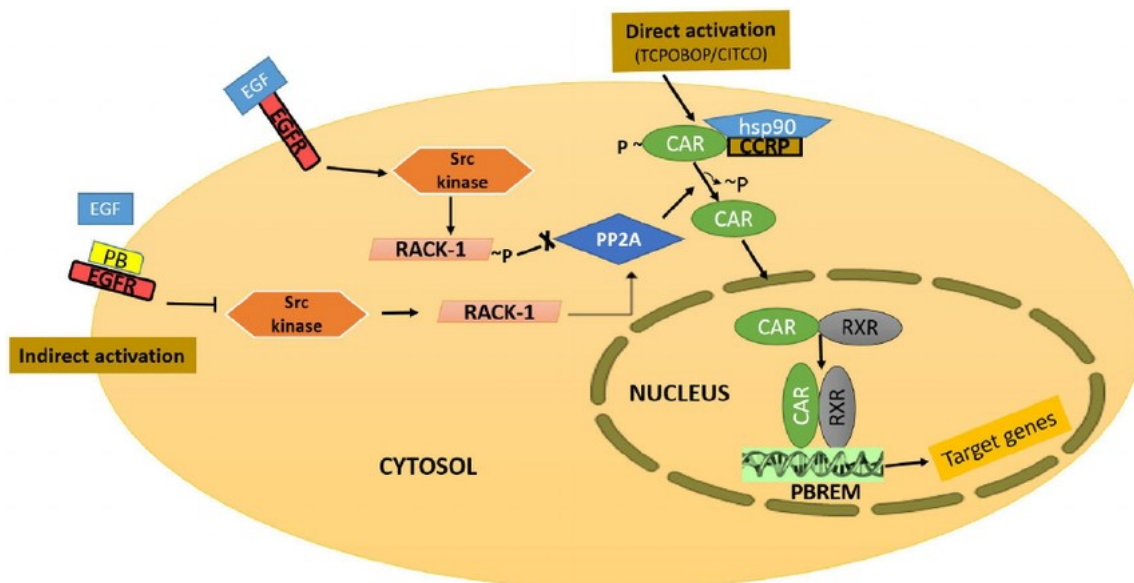 Direct activation
(TCPOBOP/CITCO)
EGF
EGFR
hsp90
CCRP
P ~
CAR
~P
Src
kinase
CAR
EGF
PB
EGFR
RACK-1
~P
PP2A
Src
kinase
RACK-1
Indirect activation
CAR
RXR
NUCLEUS
CAR
RXR
CYTOSOL
PBREM
Target genes